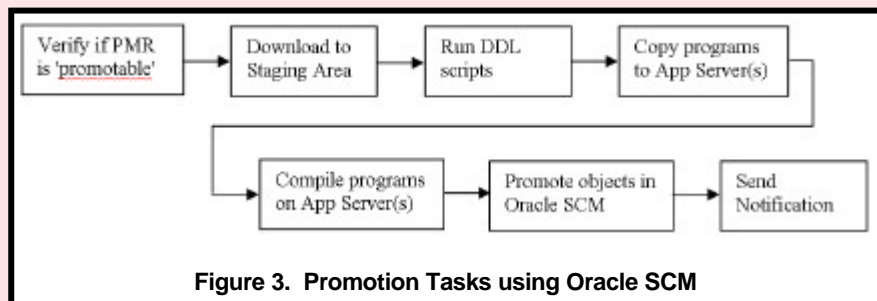 Verify if PMR
is 'promotable'
Download to
Staging Area
Run DDL
scripts
Copy programs
to App Server(s)
Compile programs
on App Server(s)
Promote objects in
Oracle SCM
Send
Notification
Figure 3. Promotion Tasks using Oracle SCM